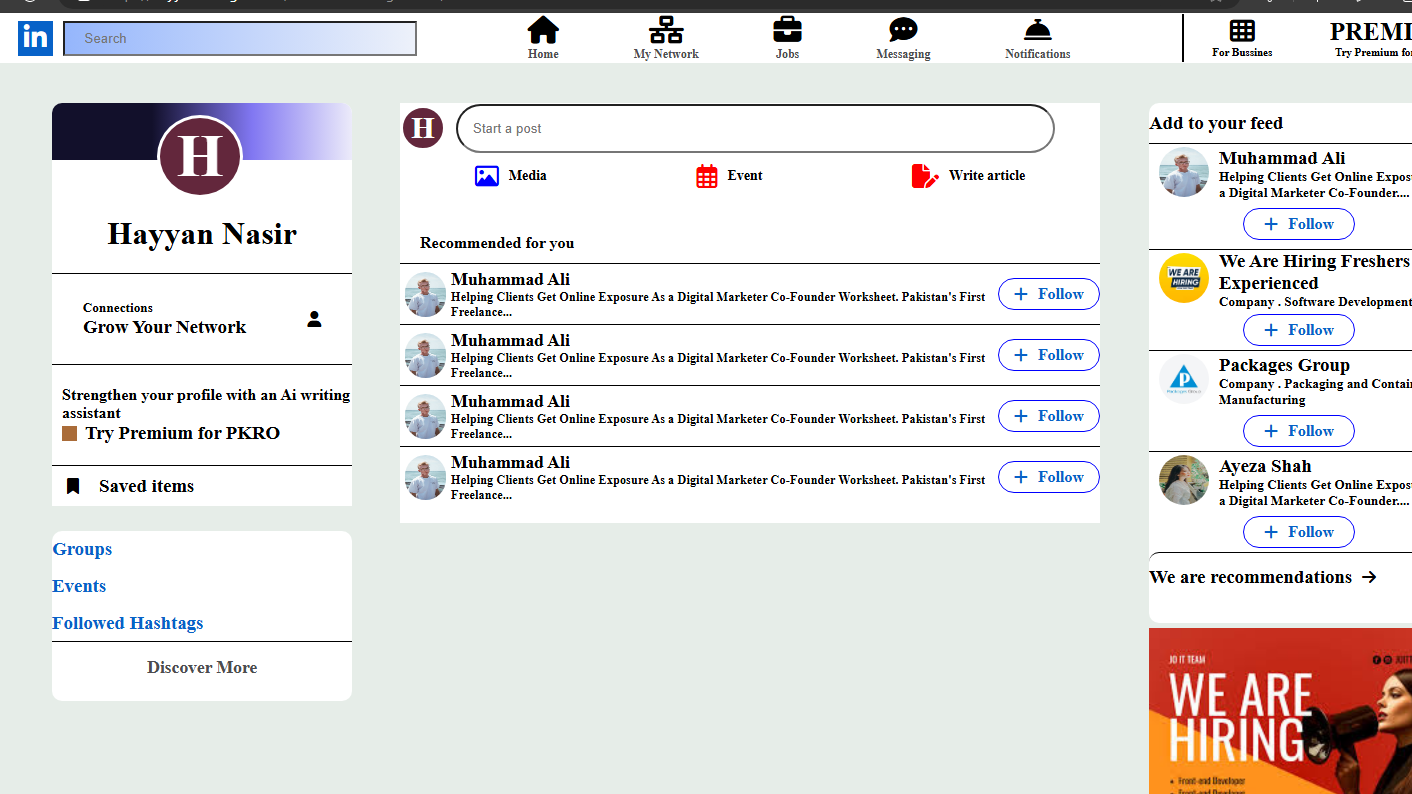 in
Search
Home
My Network
Jobs
Messaging
Notifications
For Bussines
PREMI
Try Premium for
H
Hayyan Nasir
Connections
Grow Your Network
Strengthen your profile with an Ai writing
assistant
Try Premium for PKRO
Saved items
Groups
Events
Followed Hashtags
Discover More
H
Start a post
Media
Event
Write article
Recommended for you
Muhammad Ali
Helping Clients Get Online Exposure As a Digital Marketer Co-Founder Worksheet. Pakistan's First
Freelance...
Follow
Muhammad Ali
Helping Clients Get Online Exposure As a Digital Marketer Co-Founder Worksheet. Pakistan's First
Freelance...
Follow
Muhammad Ali
Helping Clients Get Online Exposure As a Digital Marketer Co-Founder Worksheet. Pakistan's First
Freelance...
Follow
Muhammad Ali
Helping Clients Get Online Exposure As a Digital Marketer Co-Founder Worksheet. Pakistan's First
Freelance...
Follow
Add to your feed
Muhammad Ali
Helping Clients Get Online Expos
a Digital Marketer Co-Founder....
Follow
WE ARE
HIRING
We Are Hiring Freshers
Experienced
Company . Software Development
Follow
Packages Group
Packages Group
Company . Packaging and Contain
Manufacturing
Follow
Ayeza Shah
Helping Clients Get Online Expos
a Digital Marketer Co-Founder....
Follow
We are recommendations
JO IT TEAM
WE ARE
HIRING
• Front-end Developer